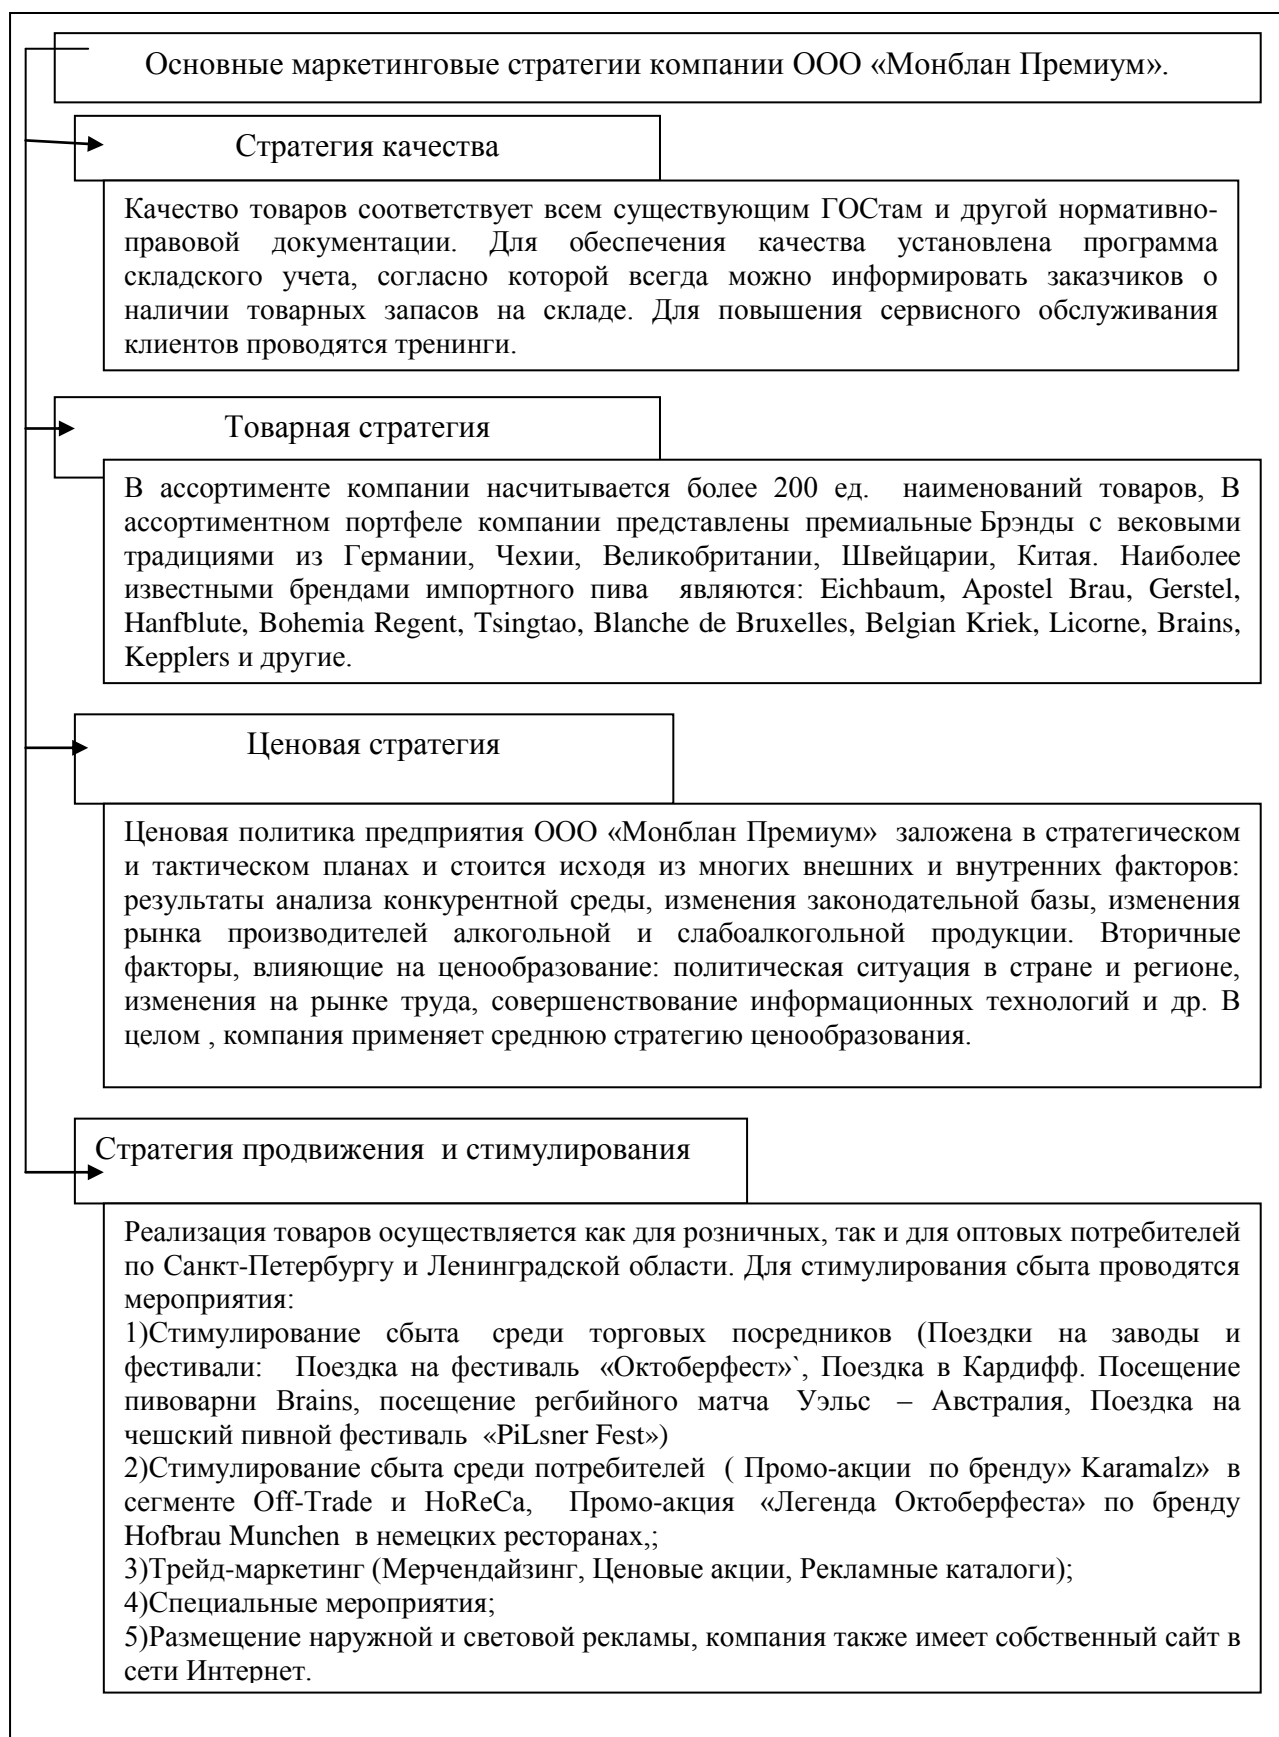 Основные маркетинговые стратегии компании ООО «Монблан Премиум».
Стратегия качества
Качество товаров соответствует всем существующим ГОСтам и другой нормативно-
правовой документации. Для обеспечения качества установлена программа
складского учета, согласно которой всегда можно информировать заказчиков о
наличии товарных запасов на складе. Для повышения сервисного обслуживания
клиентов проводятся тренинги.
Товарная стратегия
В ассортименте компании насчитывается более 200 ед. наименований товаров, В
ассортиментном портфеле компании представлены премиальные Брэнды с вековыми
традициями из Германии, Чехии, Великобритании, Швейцарии, Китая. Наиболее
известными брендами импортного пива являются: Eichbaum, Apostel Brau, Gerstel,
Hanfblute, Bohemia Regent, Tsingtao, Blanche de Bruxelles, Belgian Kriek, Licorne, Brains,
Kepplers и другие.
Ценовая стратегия
Ценовая политика предприятия ООО «Монблан Премиум» заложена в стратегическом
и тактическом планах и стоится исходя из многих внешних и внутренних факторов:
результаты анализа конкурентной среды, изменения законодательной базы, изменения
рынка производителей алкогольной и слабоалкогольной продукции. Вторичные
факторы, влияющие на ценообразование: политическая ситуация в стране и регионе,
изменения на рынке труда, совершенствование информационных технологий и др. В
целом , компания применяет среднюю стратегию ценообразования.
Стратегия продвижения и стимулирования
Реализация товаров осуществляется как для розничных, так и для оптовых потребителей
по Санкт-Петербургу и Ленинградской области. Для стимулирования сбыта проводятся
мероприятия:
1)Стимулирование сбыта среди торговых посредников (Поездки на заводы и
фестивали: Поездка на фестиваль «Октоберфест»`, Поездка в Кардифф. Посещение
пивоварни Brains, посещение регбийного матча Уэльс – Австралия, Поездка на
чешский пивной фестиваль «PiLsner Fest»)
2)Стимулирование сбыта среди потребителей ( Промо-акции по бренду» Karamalz» в
сегменте Off-Trade и HoReCa, Промо-акция «Легенда Октоберфеста» по бренду
Hofbrau Munchen в немецких ресторанах,;
3)Трейд-маркетинг (Мерчендайзинг, Ценовые акции, Рекламные каталоги);
4)Специальные мероприятия;
5)Размещение наружной и световой рекламы, компания также имеет собственный сайт в
сети Интернет.